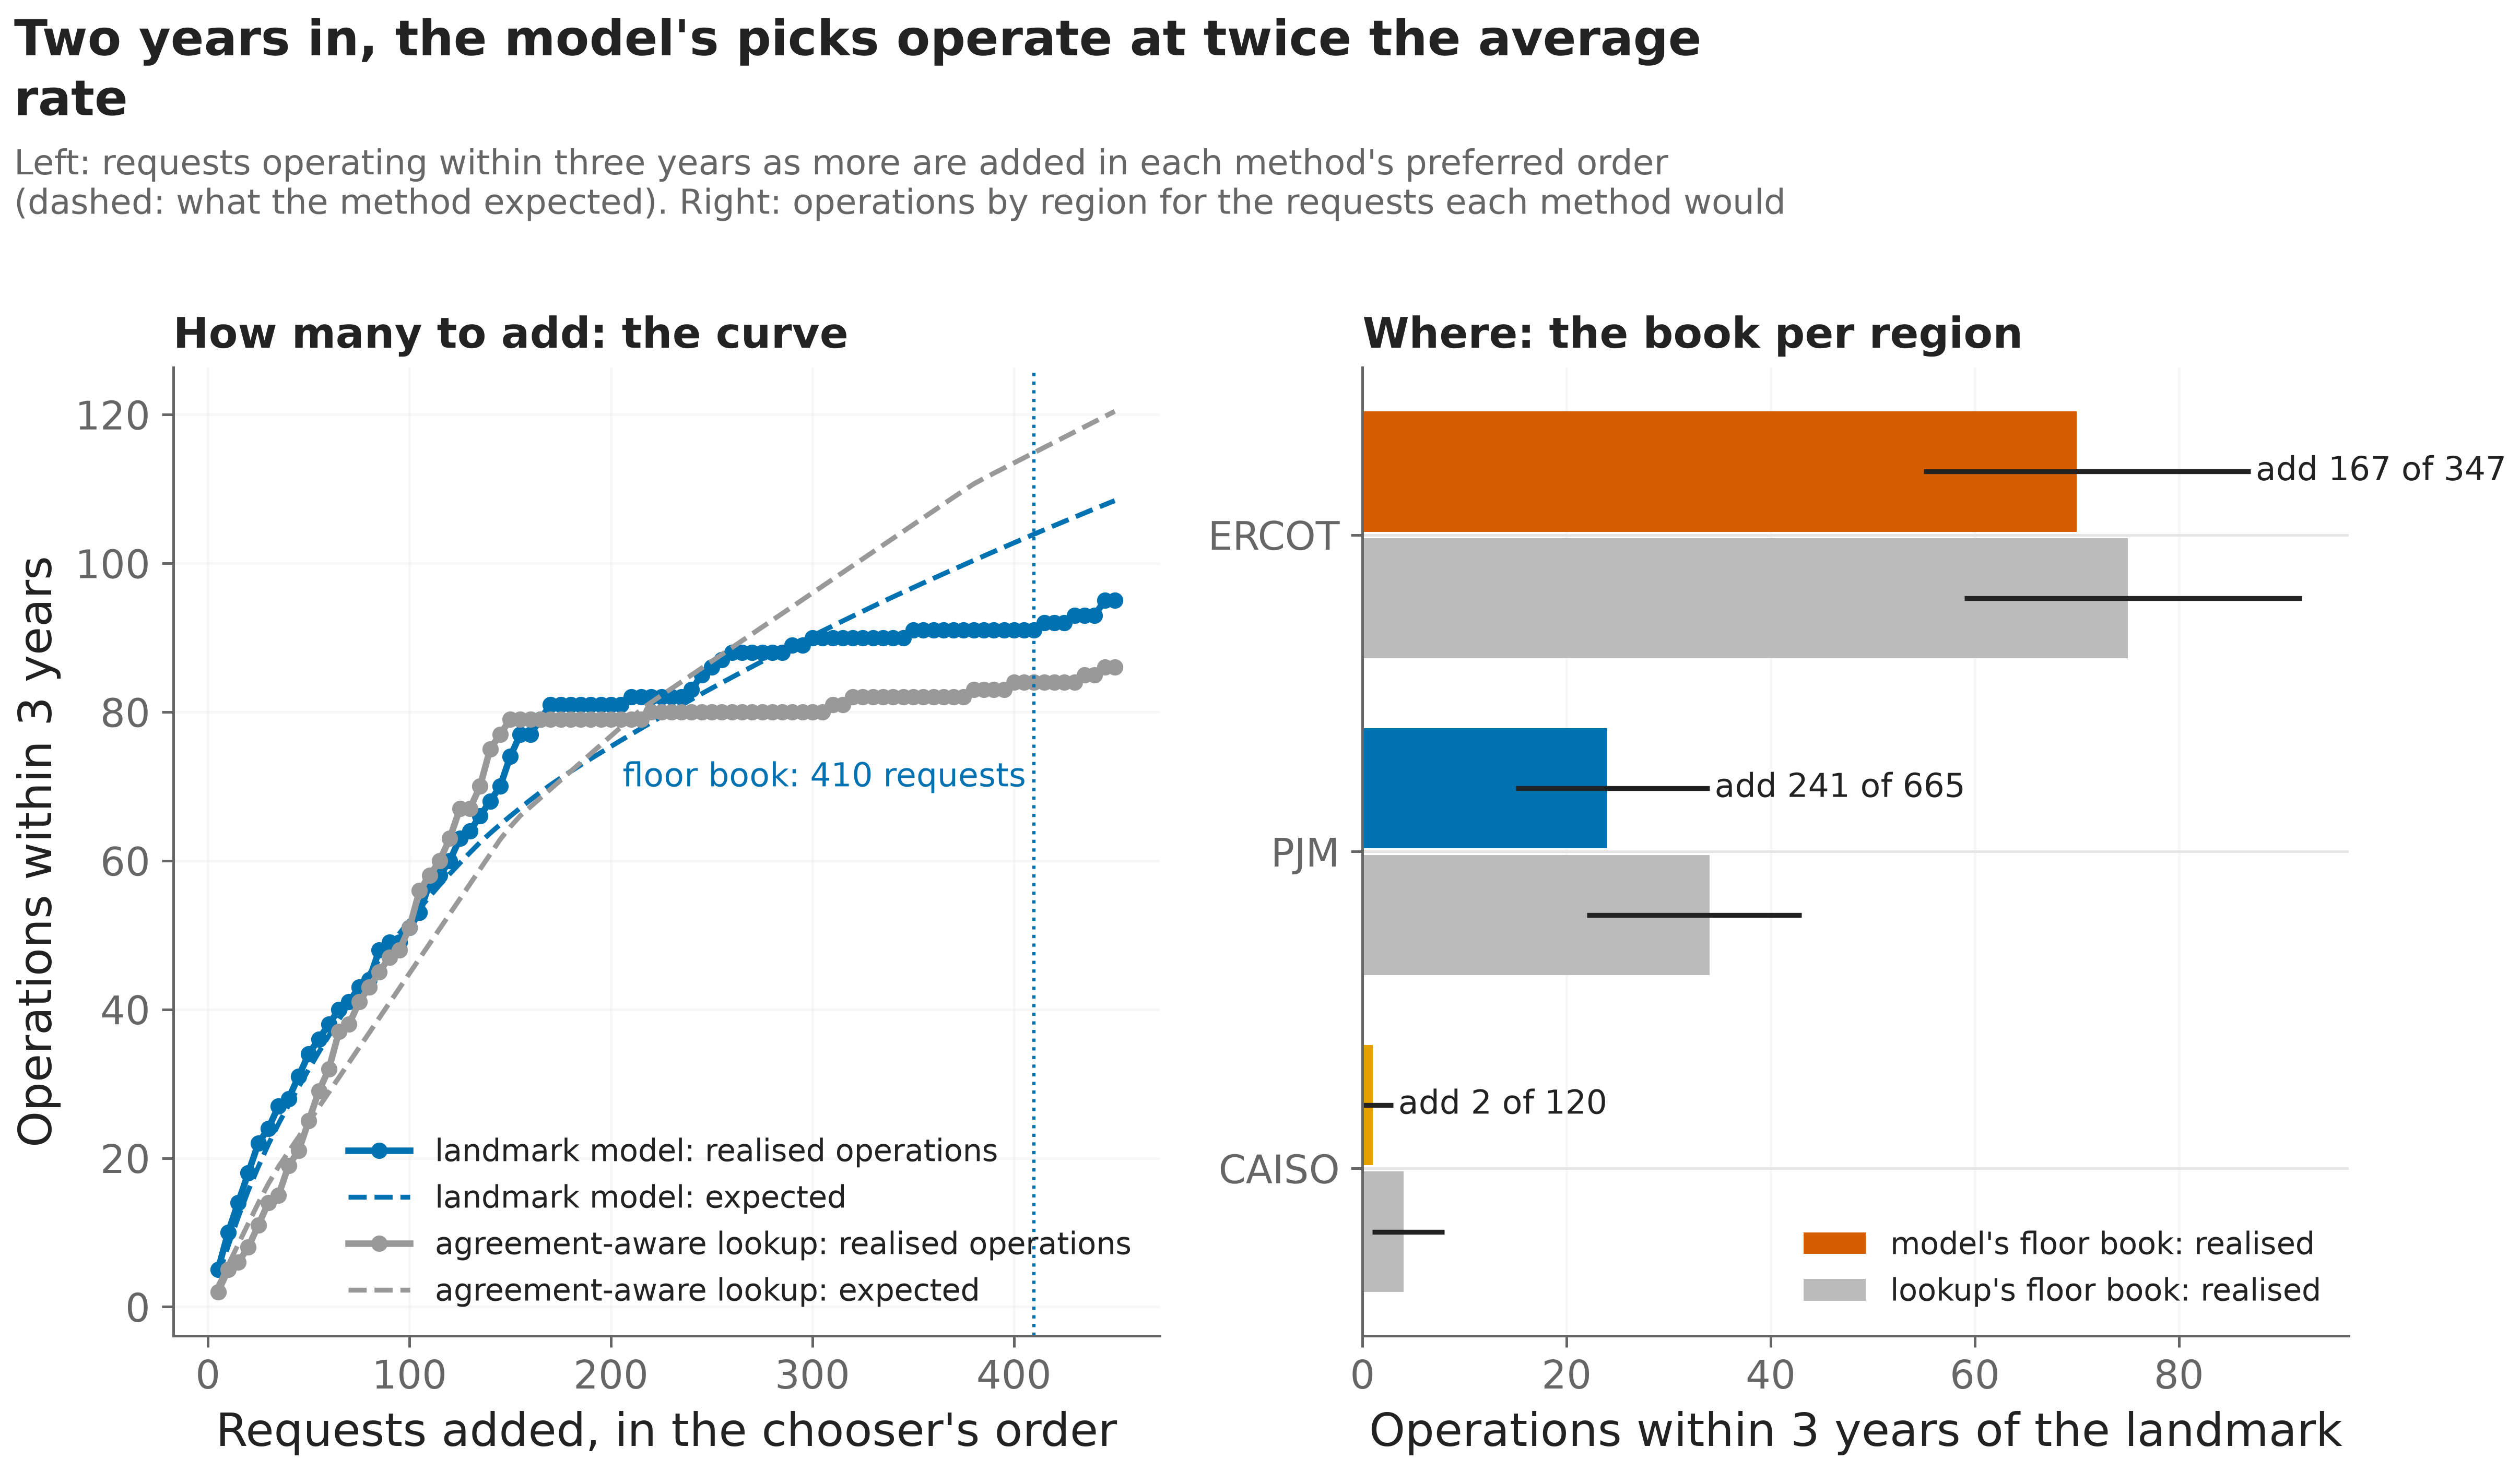 Two years in, the model's picks operate at twice the average
rate
Left: requests operating within three years as more are added in each method's preferred order
(dashed: what the method expected). Right: operations by region for the requests each method would
How many to add: the curve
Operations within 3 years
120
100
80
60
40
20
0
floor book: 410 requests
landmark model: realised operations
landmark model: expected
agreement-aware lookup: realised operations
agreement-aware lookup: expected
0
100
200
300
400
Requests added, in the chooser's order
Where: the book per region
ERCOT
add 167 of 347
PJM
add 241 of 665
CAISO
add 2 of 120
model's floor book: realised
lookup's floor book: realised
0
20
40
60
80
Operations within 3 years of the landmark